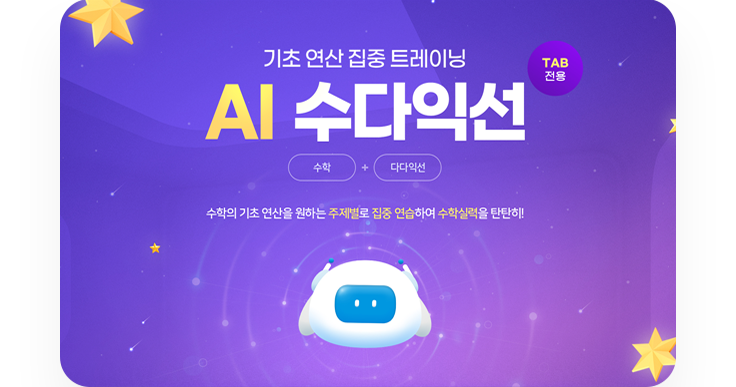 기초 연산 집중 트레이닝
TAB
전용
AI 수다익선
수학 + 다다익선
수학의 기초 연산을 원하는 주제별로 집중 연습하여 수학실력을 탄탄히!